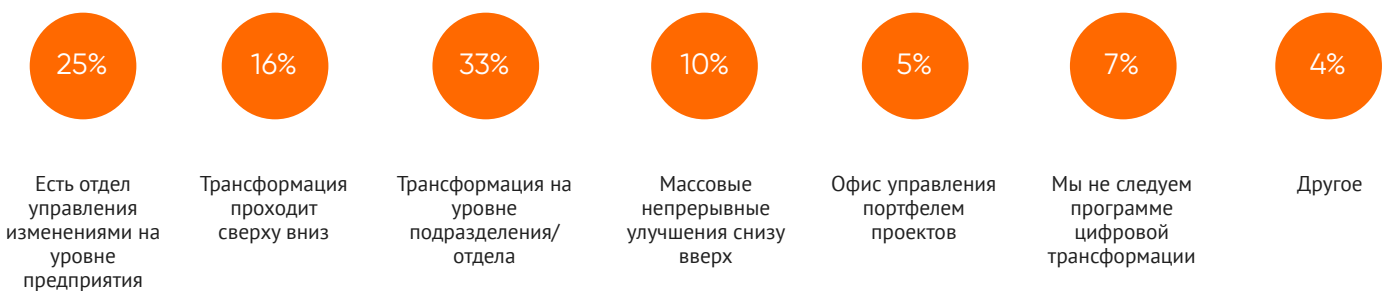 25%
16%
33%
10%
5%
7%
4%
Есть отдел
управления
изменениями на
уровне
предприятия
Трансформация
проходит
сверху вниз
Трансформация на
уровне
подразделения/
отдела
Массовые
непрерывные
улучшения снизу
вверх
Офис управления
портфелем
проектов
Мы не следуем
программе
цифровой
трансформации
Другое